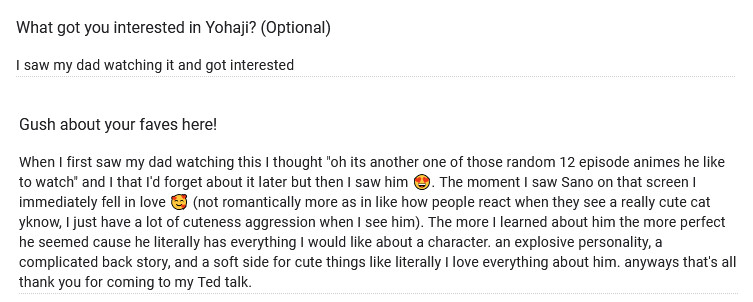 What got you interested in Yohaji? (Optional)
I saw my dad watching it and got interested
Gush about your faves here!
When I first saw my dad watching this I thought "oh its another one of those random 12 episode animes he like
to watch" and I that I'd forget about it later but then I saw him 😍. The moment I saw Sano on that screen I
immediately fell in love 🥰 (not romantically more as in like how people react when they see a really cute cat
yknow, I just have a lot of cuteness aggression when I see him). The more I learned about him the more perfect
he seemed cause he literally has everything I would like about a character. an explosive personality, a
complicated back story, and a soft side for cute things like literally I love everything about him. anyways that's all
thank you for coming to my Ted talk.